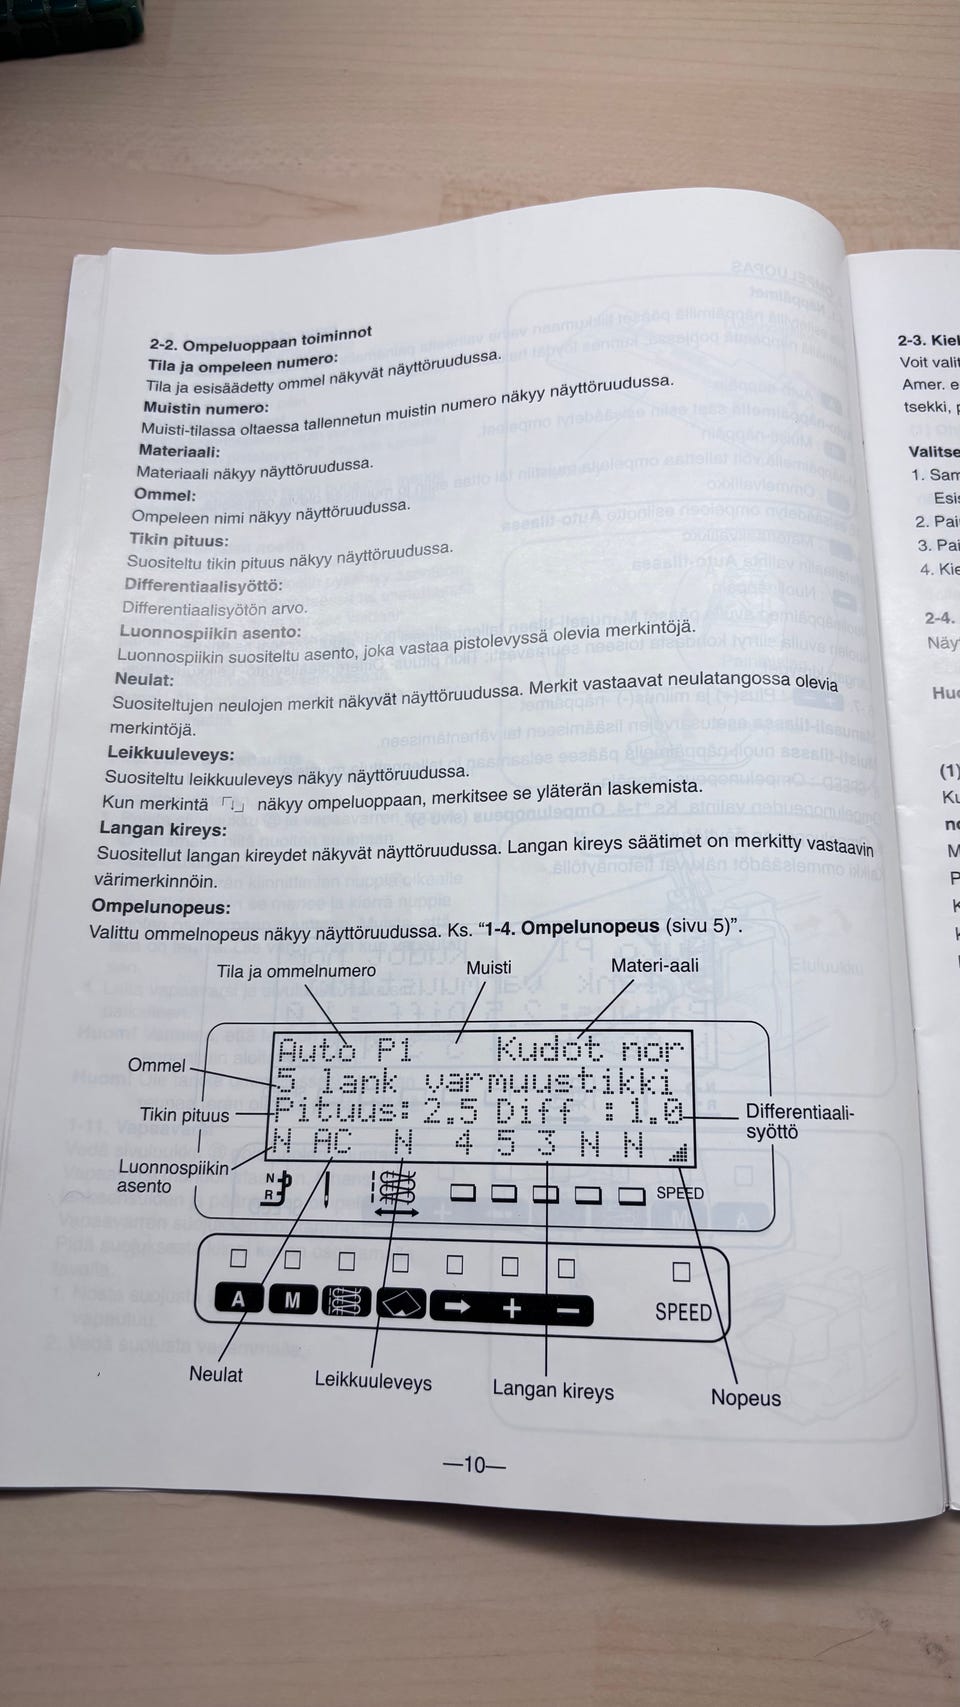 2-2. Ompeluoppaan toiminnot
Tila ja ompeleen numero:
Tila ja esisäädetty ommel näkyvät näyttöruudussa.
Muistin numero:
Muisti-tilassa oltaessa tallennetun muistin numero näkyy näyttöruudussa.
Materiaali:
Materiaali näkyy näyttöruudussa.
Ommel:
Ompeleen nimi näkyy näyttöruudussa.
Tikin pituus:
Suositeltu tikin pituus näkyy näyttöruudussa.
Differentiaalisyöttö:
Differentiaalisyötön arvo.
Luonnospiikin asento:
Luonnospiikin suositeltu asento, joka vastaa pistolevyssä olevia merkintöjä.
Neulat:
Suositeltujen neulojen merkit näkyvät näyttöruudussa. Merkit vastaavat neulatangossa olevia
merkintöjä.
Leikkuuleveys:
Suositeltu leikkuuleveys näkyy näyttöruudussa.
Kun merkintä näkyy ompeluoppaan, merkitsee se yläterän laskemista.
Langan kireys:
Suositellut langan kireydet näkyvät näyttöruudussa. Langan kireys säätimet on merkitty vastaavin
värimerkinnöin.
Ompelunopeus:
Valittu ommelnopeus näkyy näyttöruudussa. Ks. “1-4. Ompelunopeus (sivu 5)”.
Tila ja ommelnumero
Muisti
Materi-aali
Ommel
Tikin pituus
Luonnospiikin
asento
Auto P1 Kudot nor
5 lank varmuustikki
Pituus: 2.5 Diff : 1.0
N AC N 4 5 3 N N
Differentiaali-
syöttö
N
R
SPEED
A M → + − SPEED
Neulat
Leikkuuleveys
Langan kireys
Nopeus
—10—
2-3. Kiel
Voit valit
Amer. e
tsekki, p
Valitse
1. Sam
Esis
2. Pai
3. Pai
4. Kie
2-4.
Näy
Huo
(1)
Ku
no
M
P
K